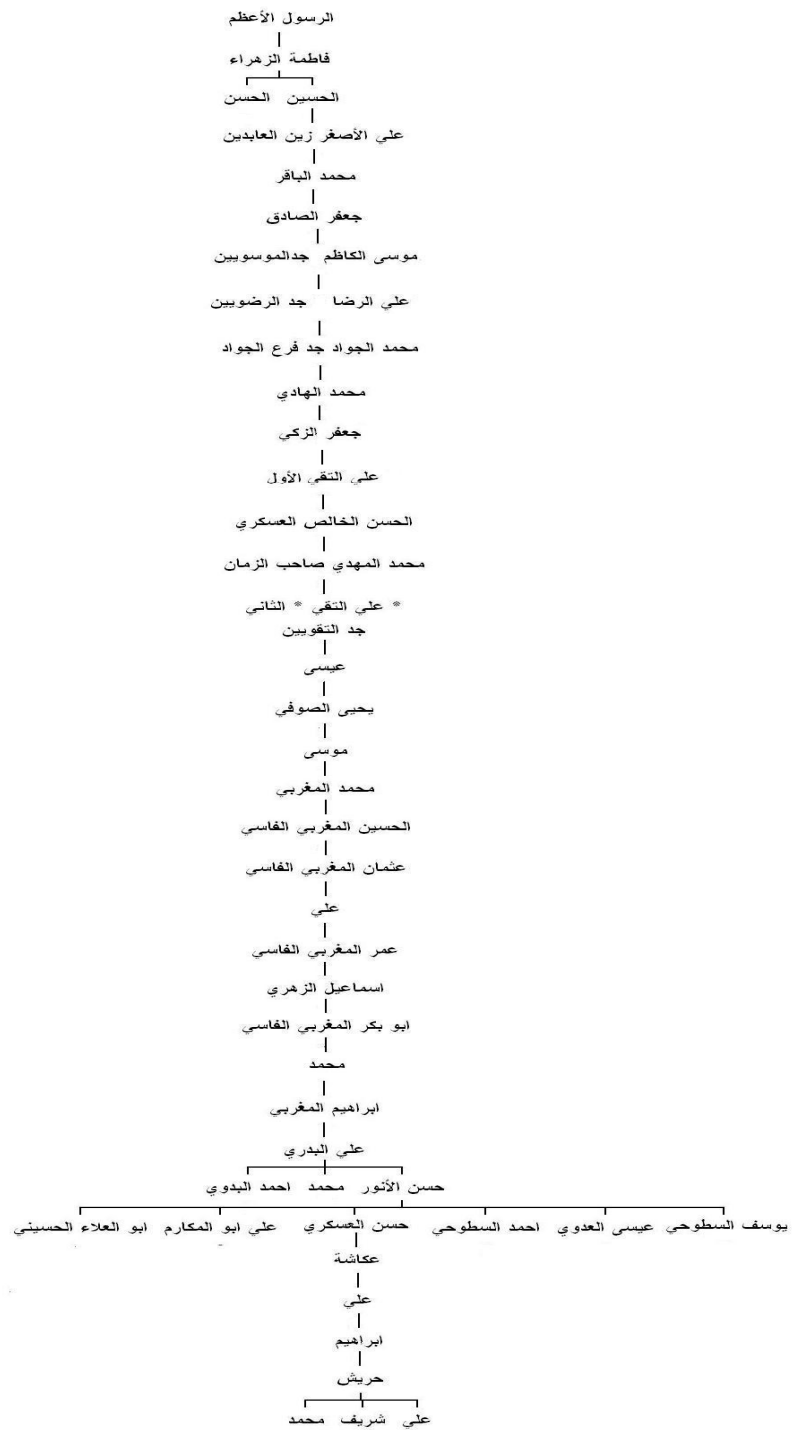 الرسول الأعظم
فاطمة الزهراء
الحسين الحسن
علي الأصغر زين العابدين
محمد الباقر
جعفر الصادق
موسى الكاظم جدالموسويين
علي الرضا جد الرضويين
محمد الجواد جد فرع الجواد
محمد الهادي
جعفر الزكي
علي التقي الأول
الحسن الخالص العسكري
محمد المهدي صاحب الزمان
* علي التقي * الثاني
جد التقويين
عيسى
يحيى الصوفي
موسى
محمد المغربي
الحسين المغربي الفاسي
عثمان المغربي الفاسي
علي
عمر المغربي الفاسي
اسماعيل الزهري
ابو بكر المغربي الفاسي
محمد
ابراهيم المغربي
علي البدري
حسن الأنور محمد احمد البدوي
يوسف السطوحي عيسى العدوي احمد السطوحي حسن العسكري علي ابو المكارم ابو العلاء الحسيني
عكاشة
علي
ابراهيم
حريش
علي شريف محمد